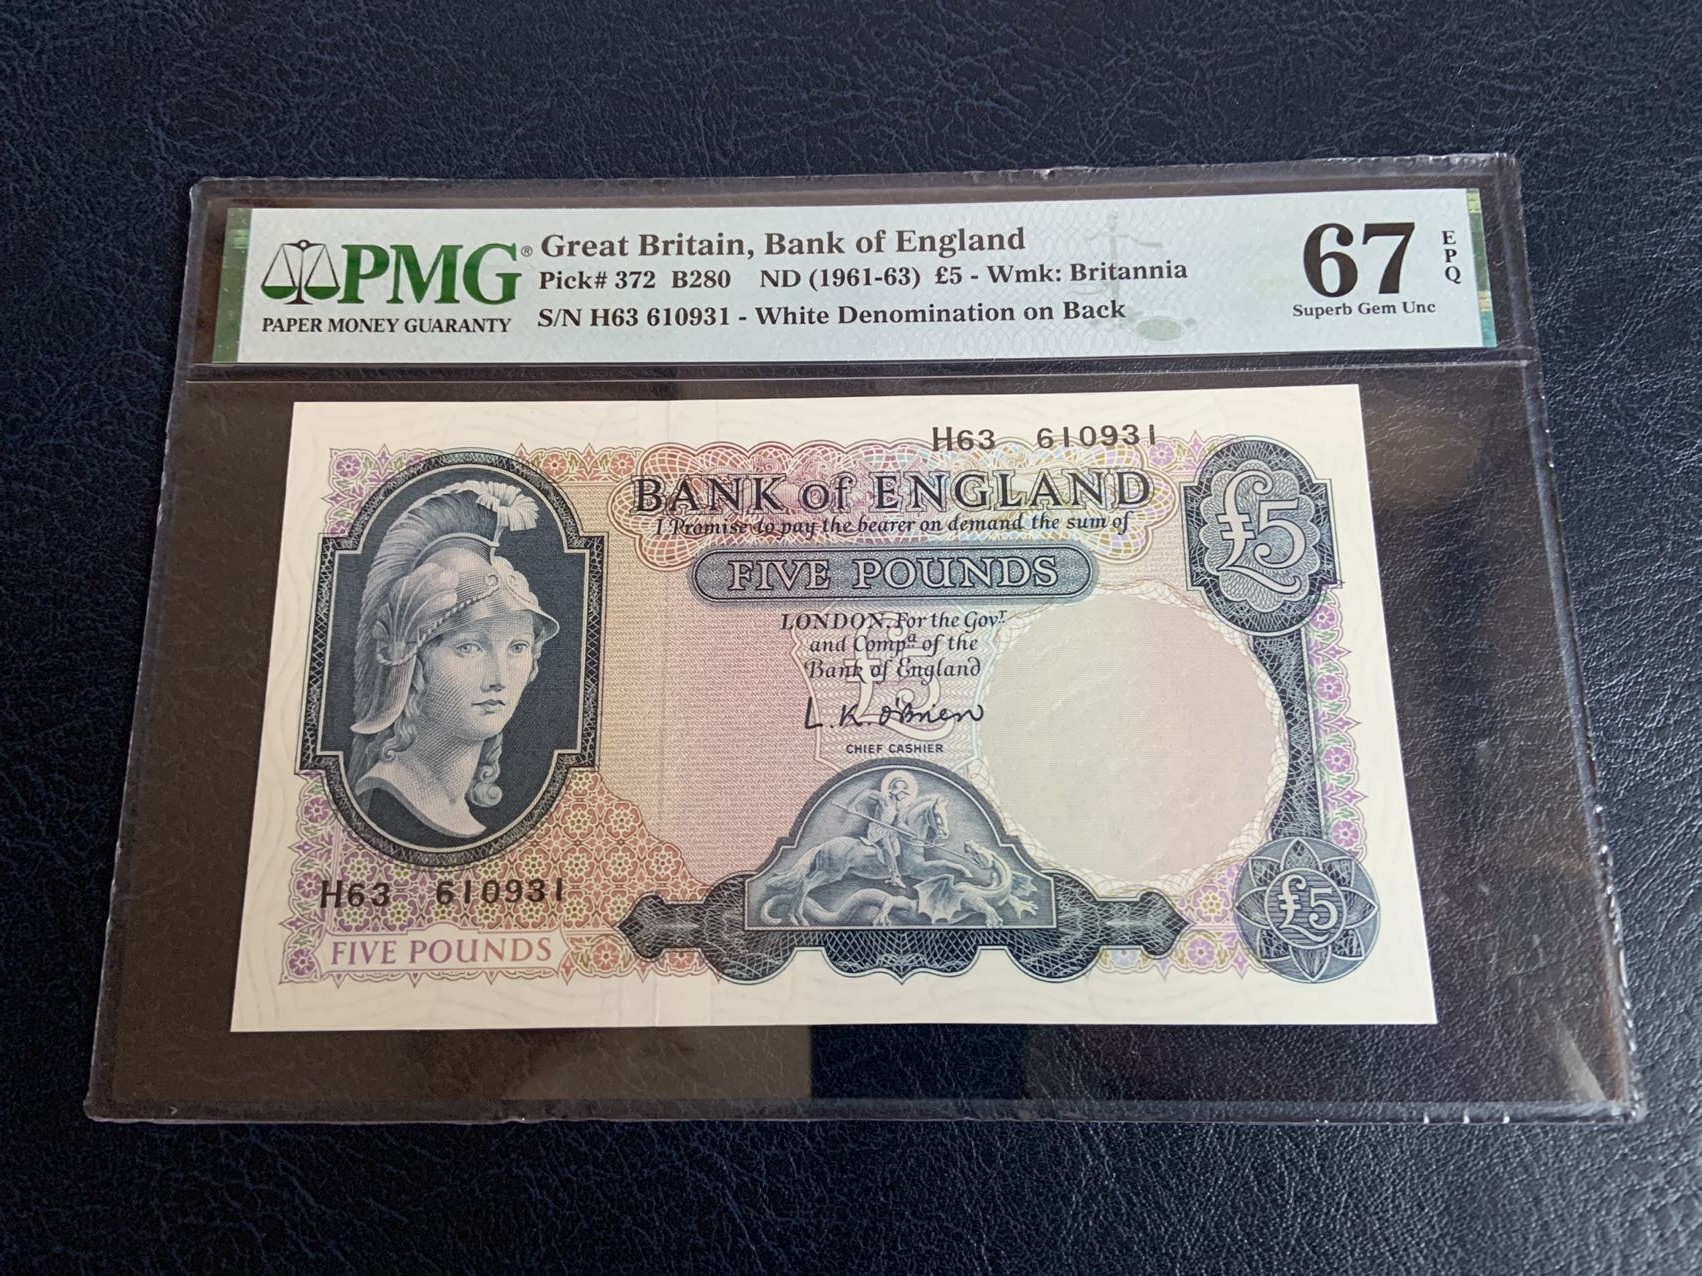 PMG®
PAPER MONEY GUARANTY
Great Britain, Bank of England
Pick# 372 B280 ND (1961-63) £5 - Wmk: Britannia
S/N H63 610931 - White Denomination on Back
67
EPQ
Superb Gem Unc
H63 610931
BANK of ENGLAND
I Promise to pay the bearer on demand the sum of
FIVE POUNDS
£5
LONDON. For the Govr.
and Compa. of the
Bank of England
£5
L. K. O'Brien
CHIEF CASHIER
H63 610931
FIVE POUNDS
£5